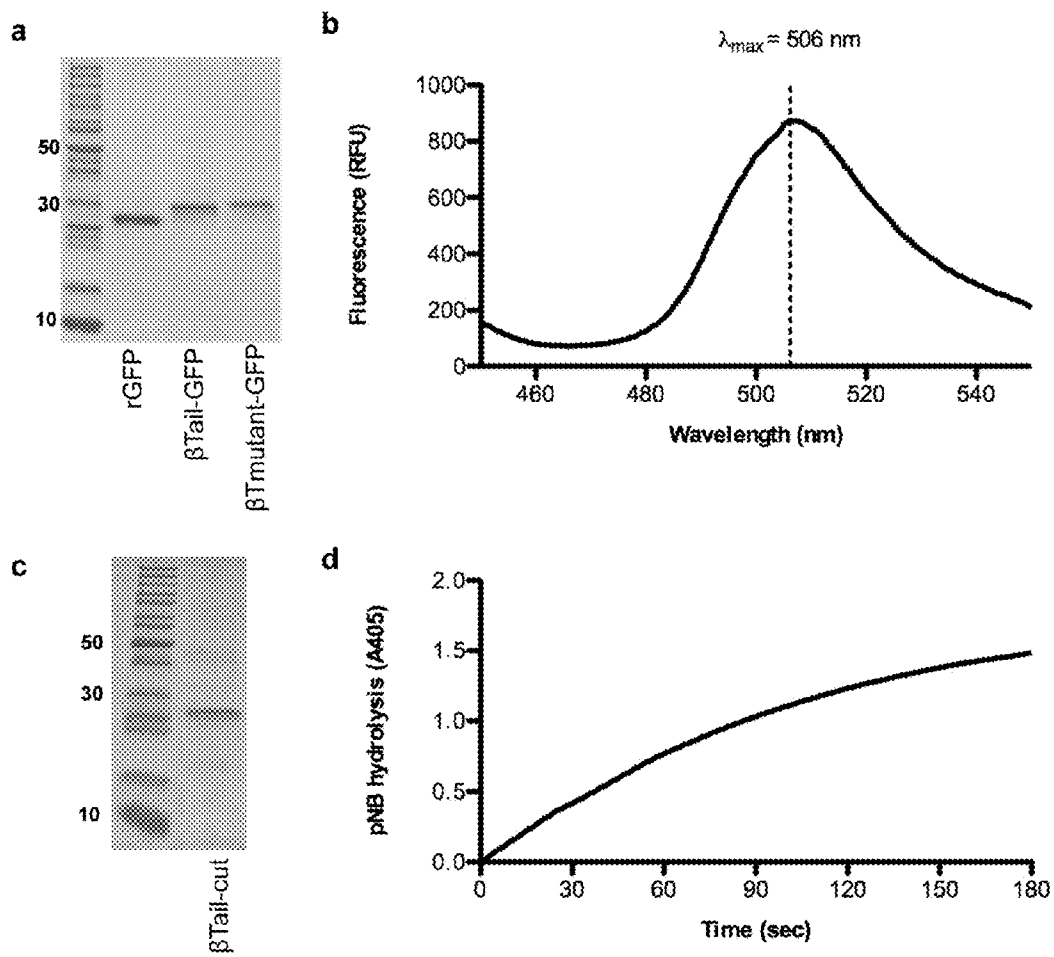 a
50
30
10
rGFP
βTail-GFP
βTmutant-GFP
b
λmax = 506 nm
Fluorescence (RFU)
1000
800
600
400
200
0
460
480
500
520
540
Wavelength (nm)
c
50
30
10
βTail-cut
d
pNB hydrolysis (A405)
2.0
1.5
1.0
0.5
0.0
0
30
60
90
120
150
180
Time (sec)